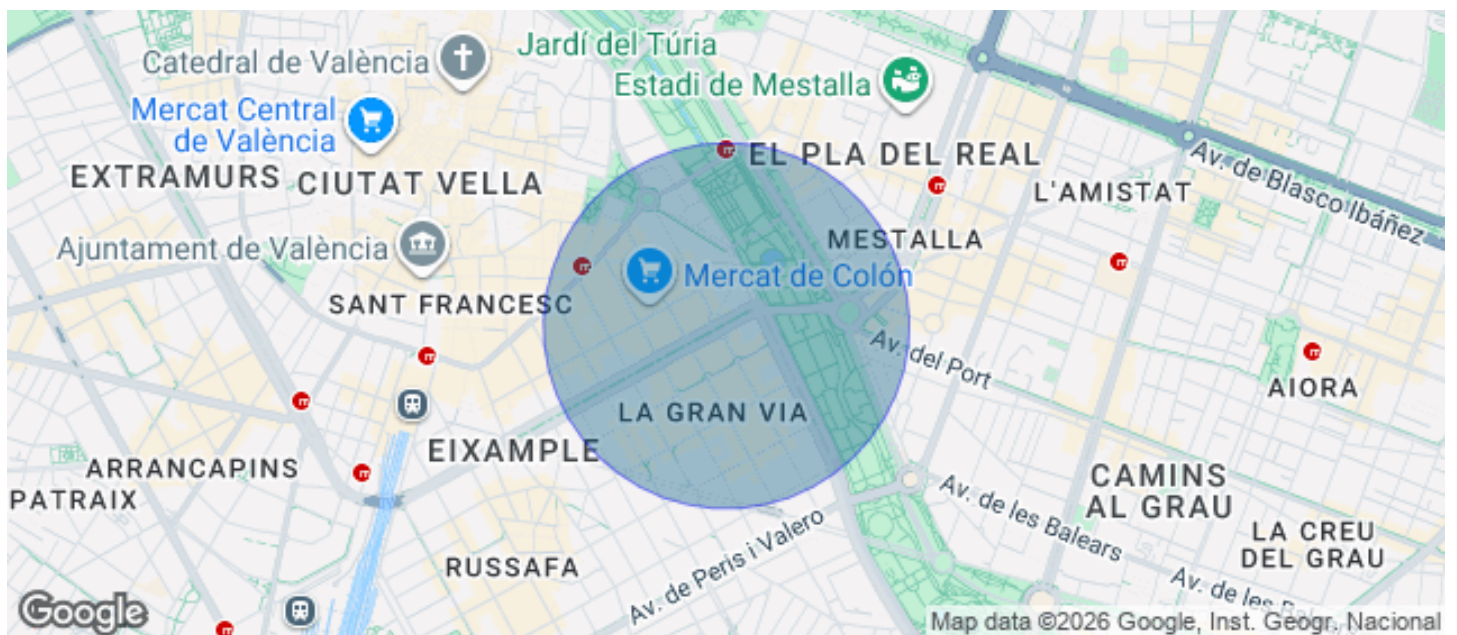 Jardí del Túria
Catedral de València
Estadi de Mestalla
Mercat Central
de València
EL PLA DEL REAL
Av. de Blasco Ibáñez
EXTRAMURS
CIUTAT VELLA
L'AMISTAT
Ajuntament de València
MESTALLA
Mercat de Colón
SANT FRANCESC
Av. del Port
AIORA
LA GRAN VIA
EIXAMPLE
ARRANCAPINS
PATRAIX
CAMINS
AL GRAU
Av. de les Balears
LA CREU
DEL GRAU
Av. de Peris i Valero
RUSSAFA
Av. de les
Google
Map data ©2026 Google, Inst. Geogr. Nacional